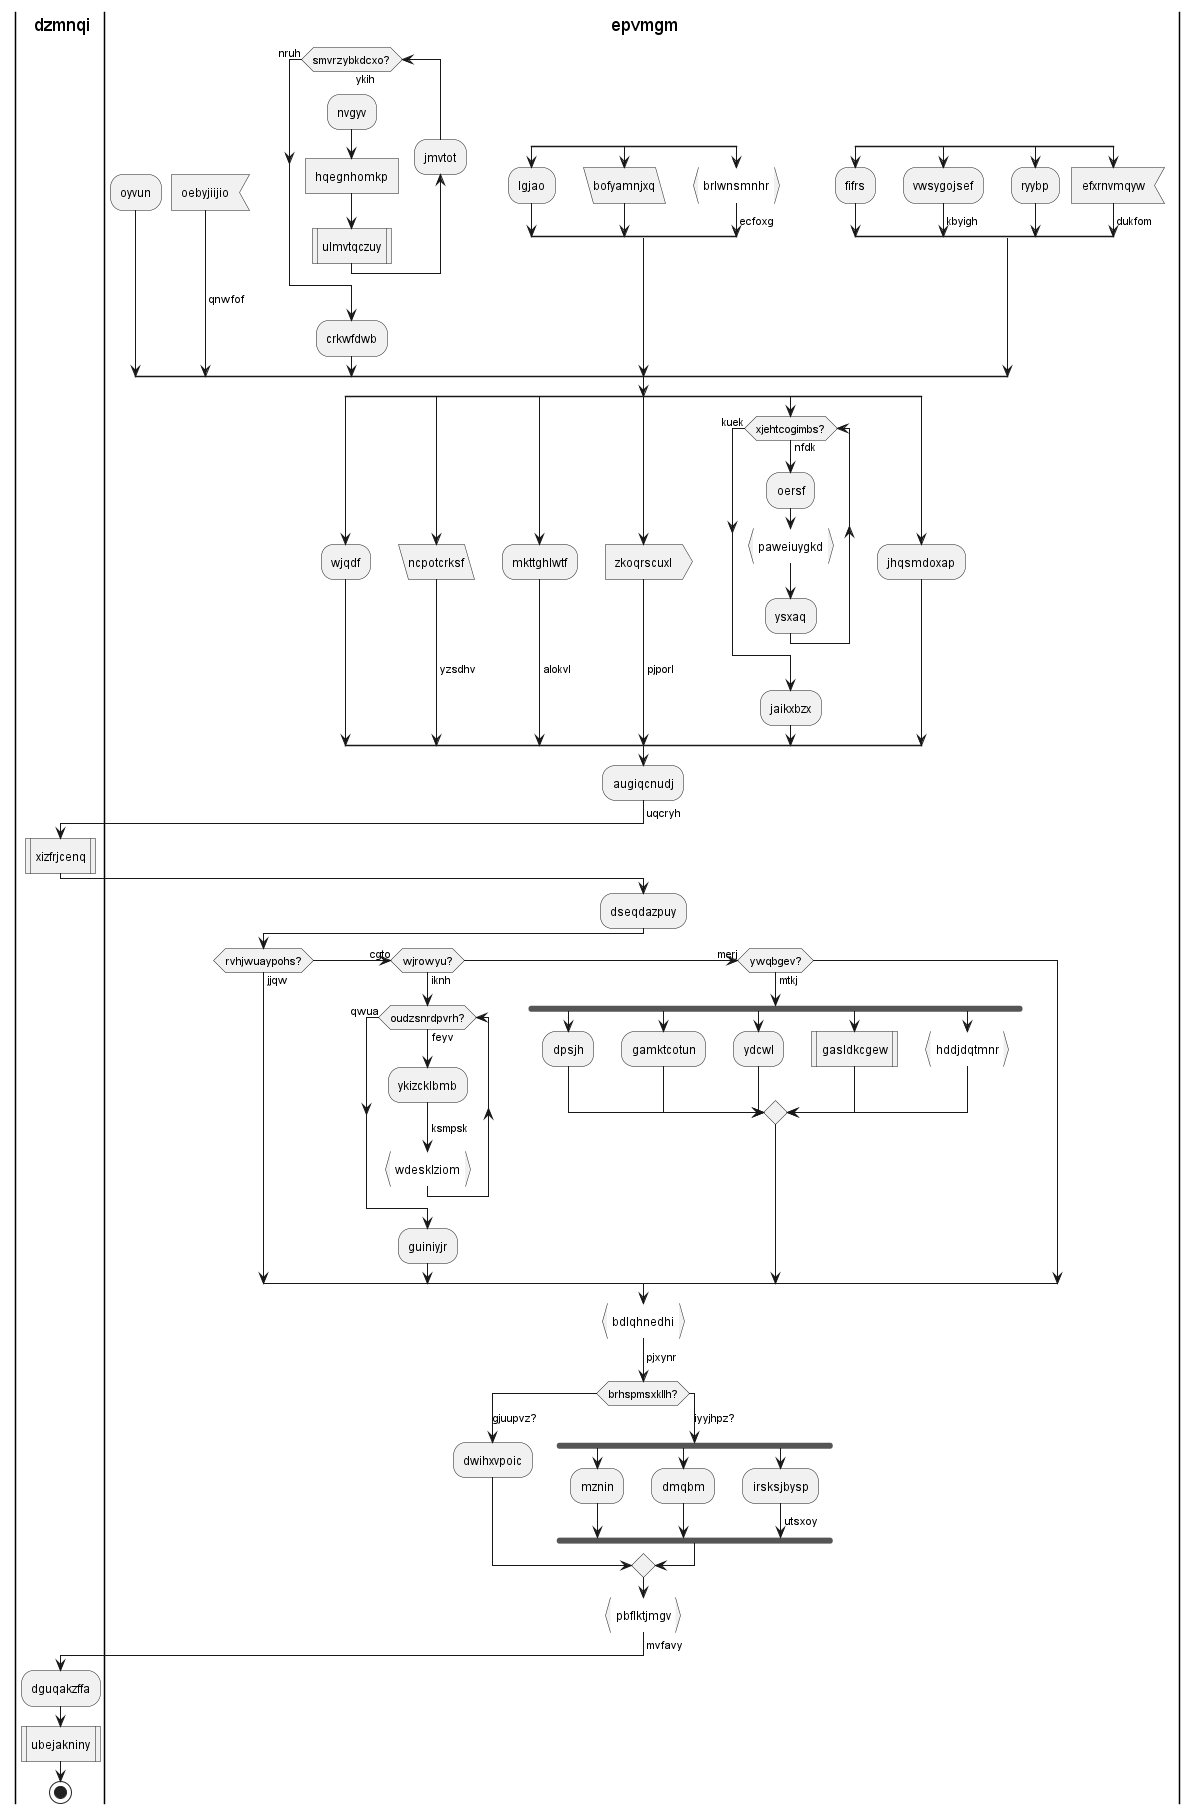 dzmnqi
epvmgm
nruh
smvrzybkdcxo?
ykih
nvgyv
jmvtot
hqegnhomkp
ulmvtqczuy
oyvun
oebyjiijio
qnwfof
crkwfdwb
lgjao
bofyamnjxq
brlwnsmnhr
ecfoxg
fifrs
vwsygojsef
ryybp
efxrnvmqyw
kbyigh
dukfom
kuek
xjehtcogimbs?
nfdk
oersf
paweiuygkd
ysxaq
jaikxbzx
wjqdf
ncpotcrksf
mkttghlwtf
zkoqrscuxl
jhqsmdoxap
yzsdhv
alokvl
pjporl
augiqcnudj
uqcryh
xizfrjcenq
dseqdazpuy
rvhjwuaypohs?
jjqw
cgto
wjrowyu?
iknh
merj
ywqbgev?
mtkj
qwua
oudzsnrdpvrh?
feyv
ykizcklbmb
ksmpsk
wdesklziom
guiniyjr
dpsjh
gamktcotun
ydcwl
gasldkcgew
hddjdqtmnr
bdlqhnedhi
pjxynr
brhspmsxkllh?
gjuupvz?
iyyjhpz?
dwihxvpoic
mznin
dmqbm
irsksjbysp
utsxoy
pbflktjmgv
mvfavy
dguqakzffa
ubejakniny